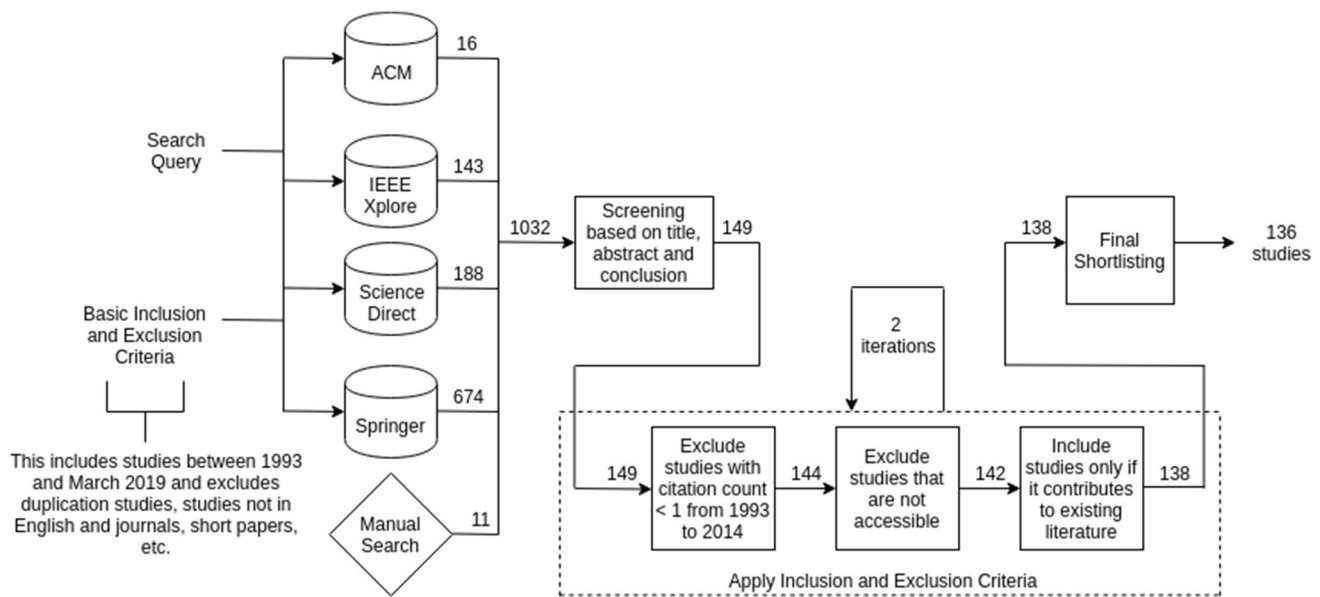 Search
Query
Basic Inclusion
and Exclusion
Criteria
This includes studies between 1993
and March 2019 and excludes
duplication studies, studies not in
English and journals, short papers,
etc.
ACM
16
IEEE
Xplore
143
Science
Direct
188
Springer
674
Manual
Search
11
1032
Screening
based on title,
abstract and
conclusion
149
149
Exclude
studies with
citation count
< 1 from 1993
to 2014
144
Exclude
studies that
are not
accessible
142
Include
studies only if
it contributes
to existing
literature
138
2
iterations
Apply Inclusion and Exclusion Criteria
138
Final
Shortlisting
136
studies